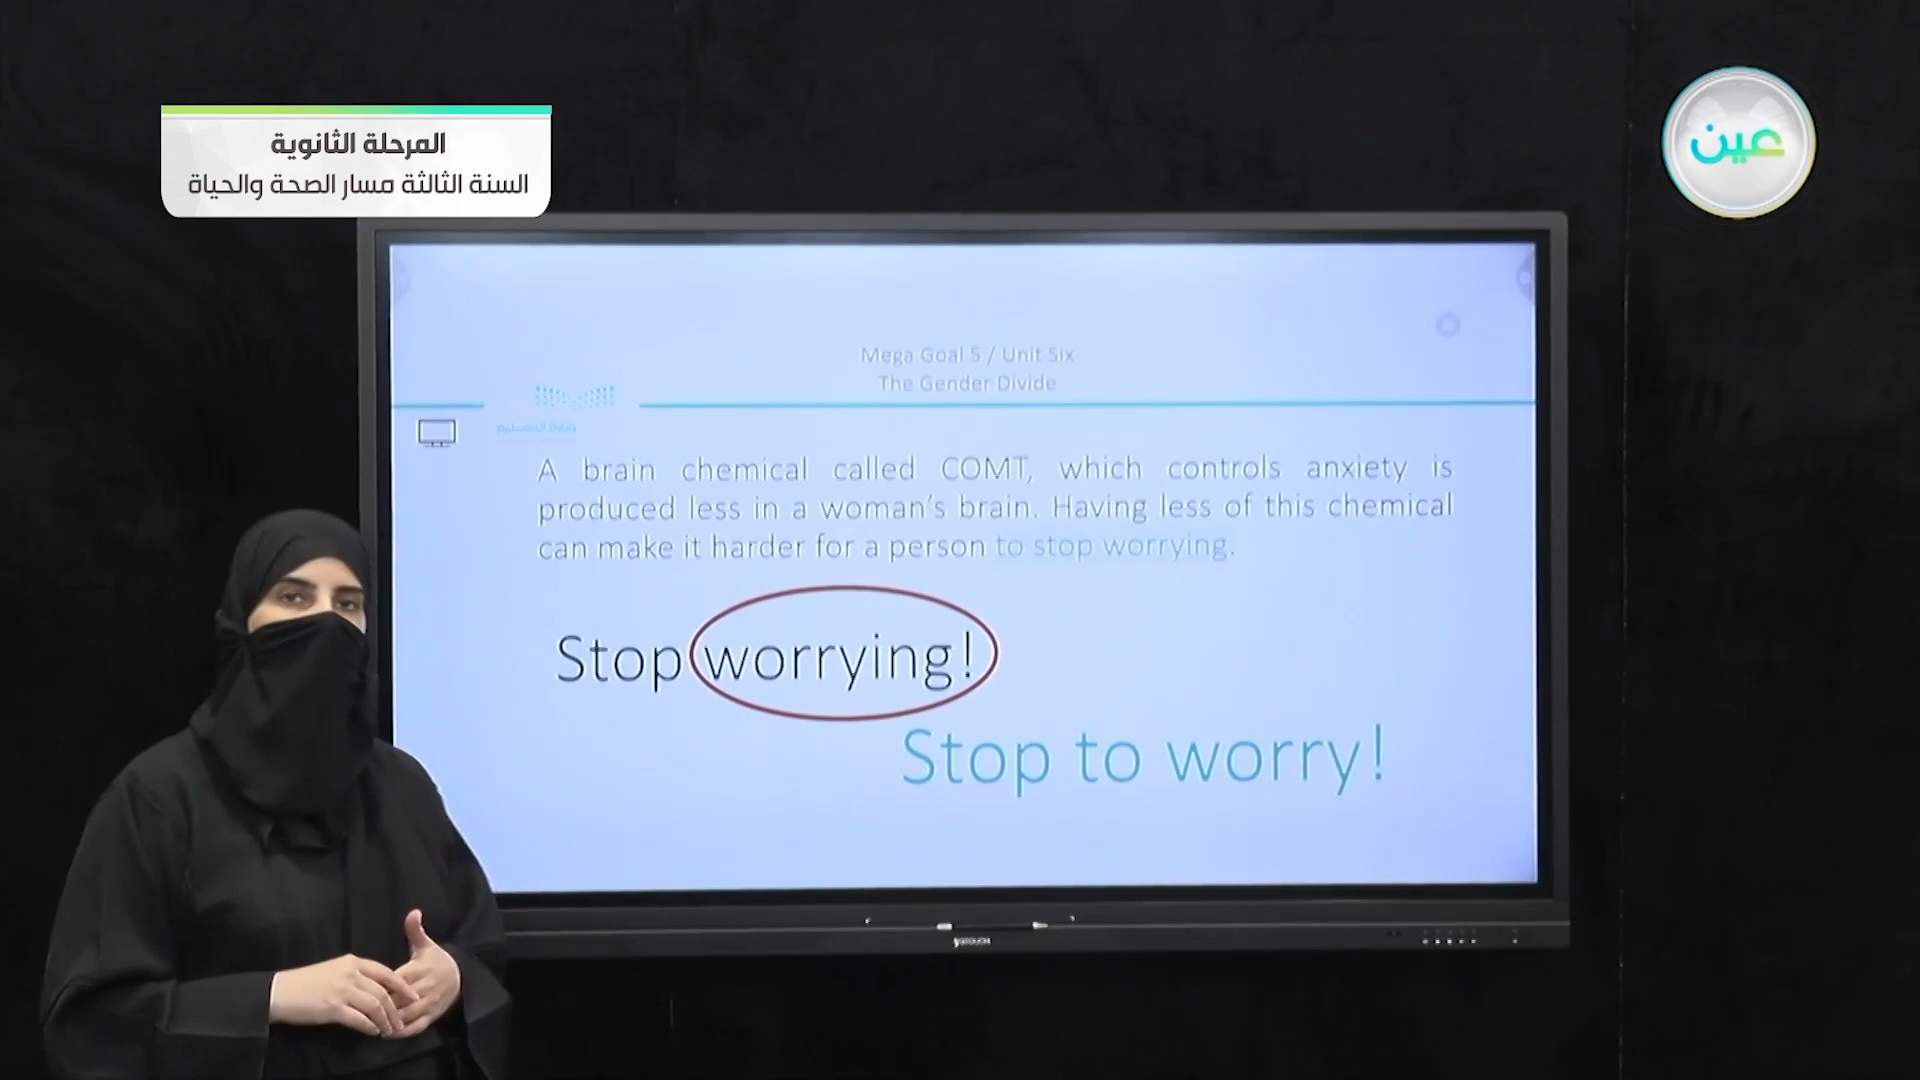 المرحلة الثانوية
السنة الثالثة مسار الصحة والحياة
عين
Mega Goal 5 / Unit Six
The Gender Divide
وزارة التعليم
A brain chemical called COMT, which controls anxiety is
produced less in a woman’s brain. Having less of this chemical
can make it harder for a person to stop worrying.
Stop worrying!
Stop to worry!